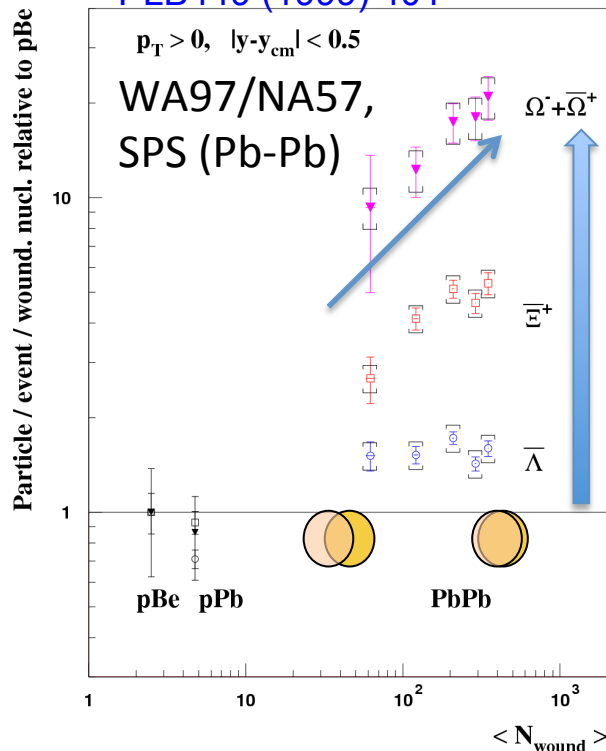 p_T > 0, |y-y_cm| < 0.5
WA97/NA57,
SPS (Pb-Pb)
Particle / event / wound. nucl. relative to pBe
10
1
Ω⁻+Ω̅⁺
Ξ̅⁺
Λ̅
pBe
pPb
PbPb
1
10
10²
10³
< N_wound >